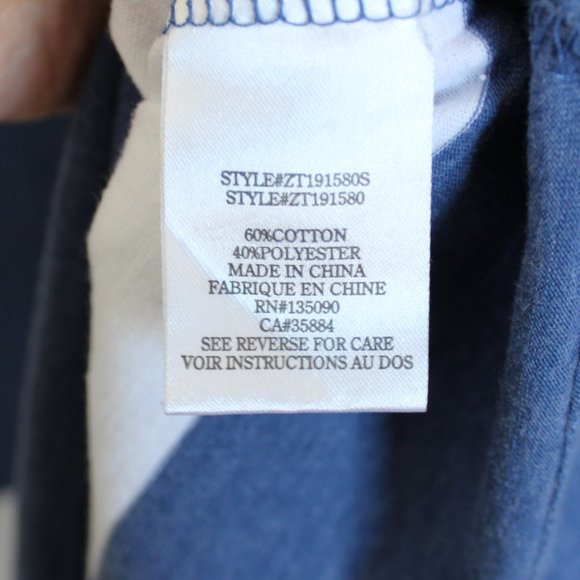 STYLE#ZT191580S
STYLE#ZT191580
60%COTTON
40%POLYESTER
MADE IN CHINA
FABRIQUE EN CHINE
RN#135090
CA#35884
SEE REVERSE FOR CARE
VOIR INSTRUCTIONS AU DOS